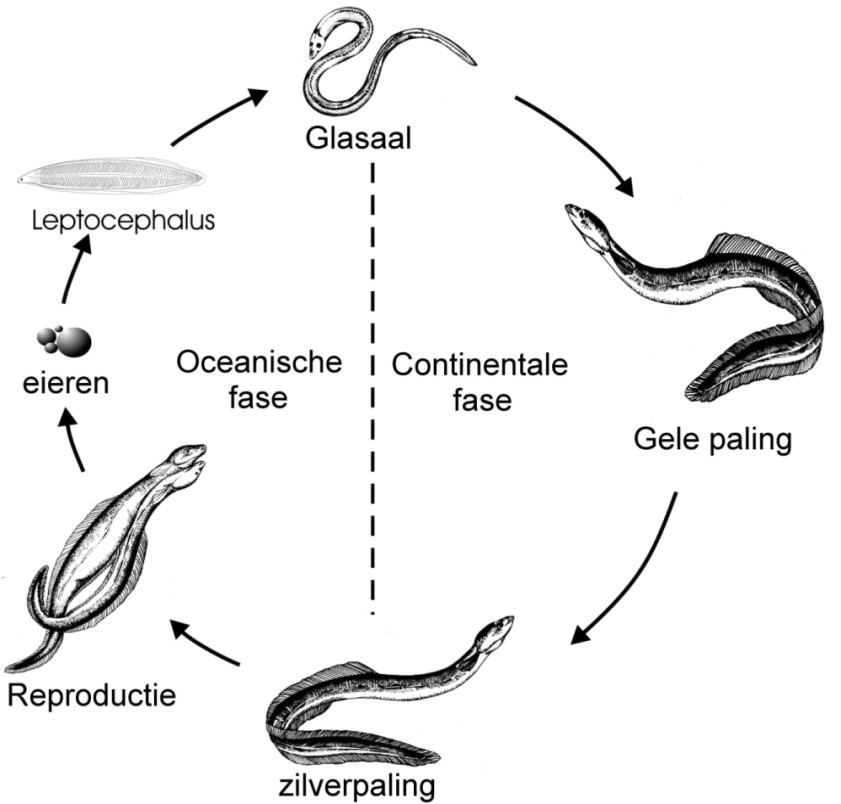 Glasaal
Leptocephalus
eieren
Oceanische
fase
Continentale
fase
Gele paling
Reproductie
zilverpaling